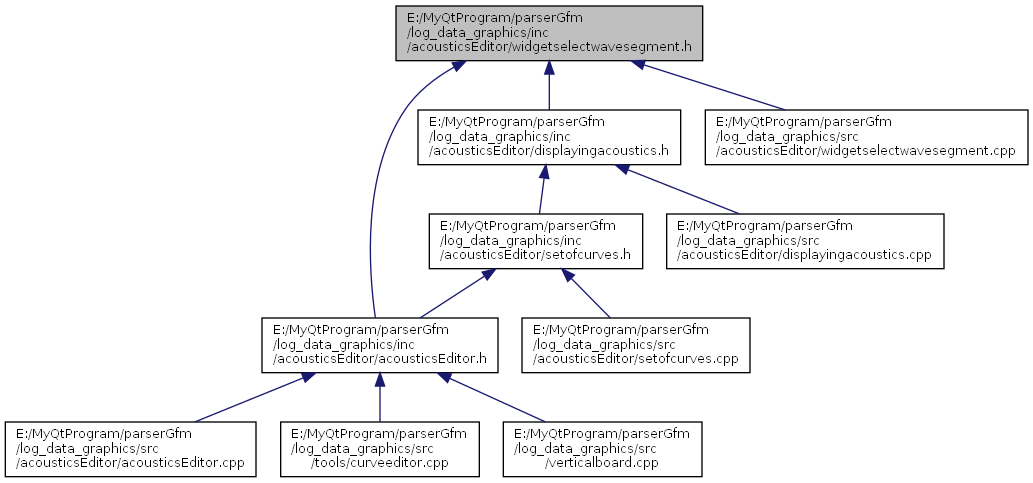 E:/MyQtProgram/parserGfm
/log_data_graphics/inc
/acousticsEditor/widgetselectwavesegment.h
E:/MyQtProgram/parserGfm
/log_data_graphics/inc
/acousticsEditor/displayingacoustics.h
E:/MyQtProgram/parserGfm
/log_data_graphics/src
/acousticsEditor/widgetselectwavesegment.cpp
E:/MyQtProgram/parserGfm
/log_data_graphics/inc
/acousticsEditor/setofcurves.h
E:/MyQtProgram/parserGfm
/log_data_graphics/src
/acousticsEditor/displayingacoustics.cpp
E:/MyQtProgram/parserGfm
/log_data_graphics/inc
/acousticsEditor/acousticsEditor.h
E:/MyQtProgram/parserGfm
/log_data_graphics/src
/acousticsEditor/setofcurves.cpp
E:/MyQtProgram/parserGfm
/log_data_graphics/src
/acousticsEditor/acousticsEditor.cpp
E:/MyQtProgram/parserGfm
/log_data_graphics/src
/tools/curveeditor.cpp
E:/MyQtProgram/parserGfm
/log_data_graphics/src
/verticalboard.cpp